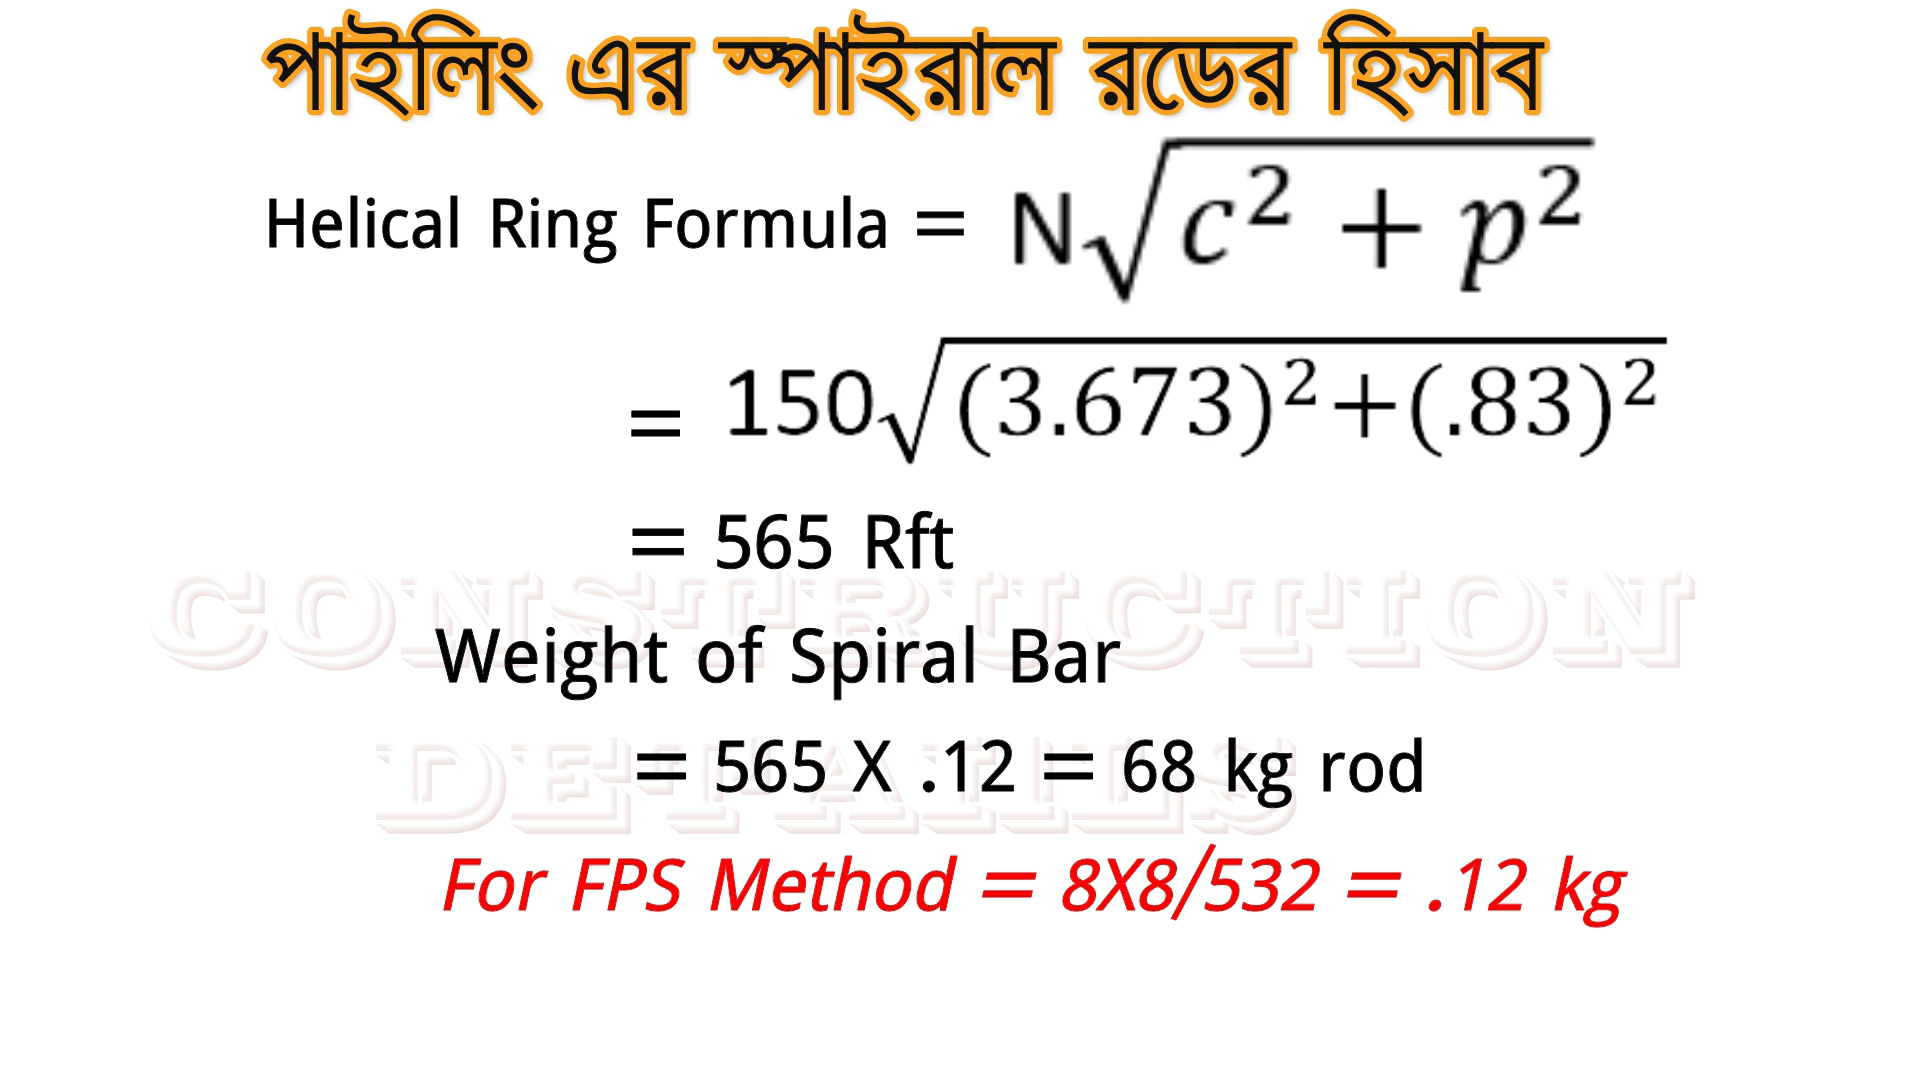 পাইলিং এর স্পাইরাল রডের হিসাব
Helical Ring Formula = N√c² + p²
= 150√(3.673)²+(.83)²
= 565 Rft
CONSTRUCTION
Weight of Spiral Bar
= 565 X .12 = 68 kg rod
DETAILS
For FPS Method = 8X8/532 = .12 kg